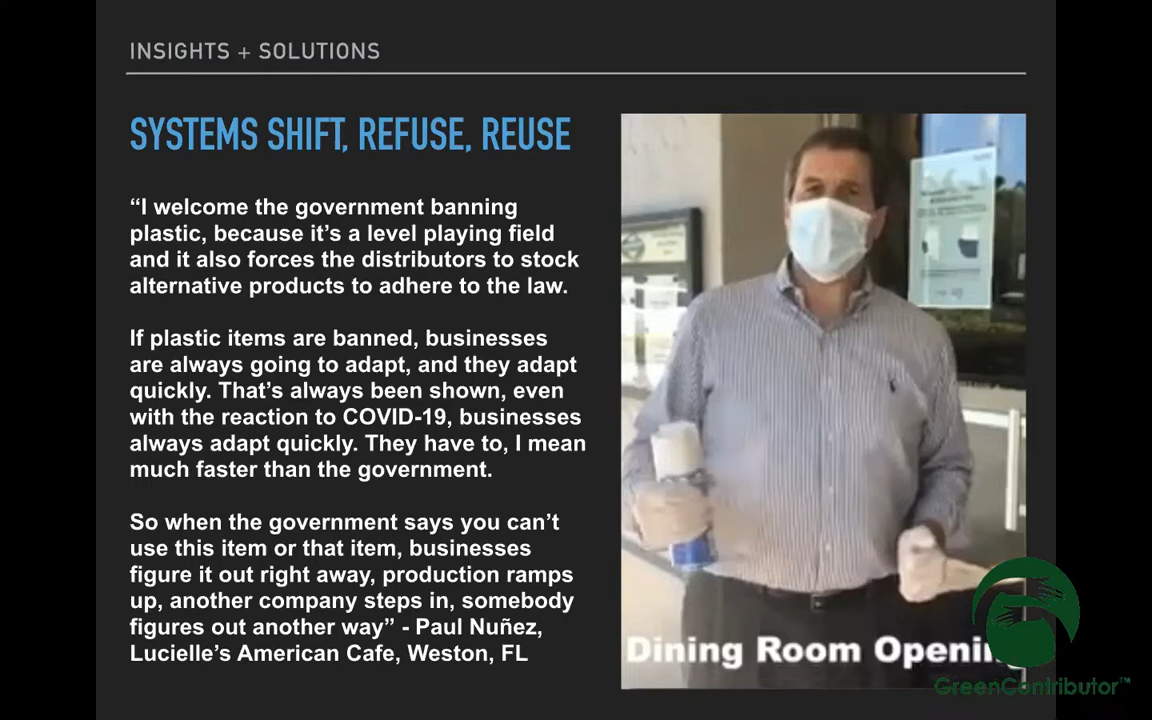 INSIGHTS + SOLUTIONS
SYSTEMS SHIFT, REFUSE, REUSE
“I welcome the government banning
plastic, because it’s a level playing field
and it also forces the distributors to stock
alternative products to adhere to the law.
If plastic items are banned, businesses
are always going to adapt, and they adapt
quickly. That’s always been shown, even
with the reaction to COVID-19, businesses
always adapt quickly. They have to, I mean
much faster than the government.
So when the government says you can’t
use this item or that item, businesses
figure it out right away, production ramps
up, another company steps in, somebody
figures out another way” - Paul Nuñez,
Lucielle’s American Cafe, Weston, FL
Dining Room Opening
GreenContributor™